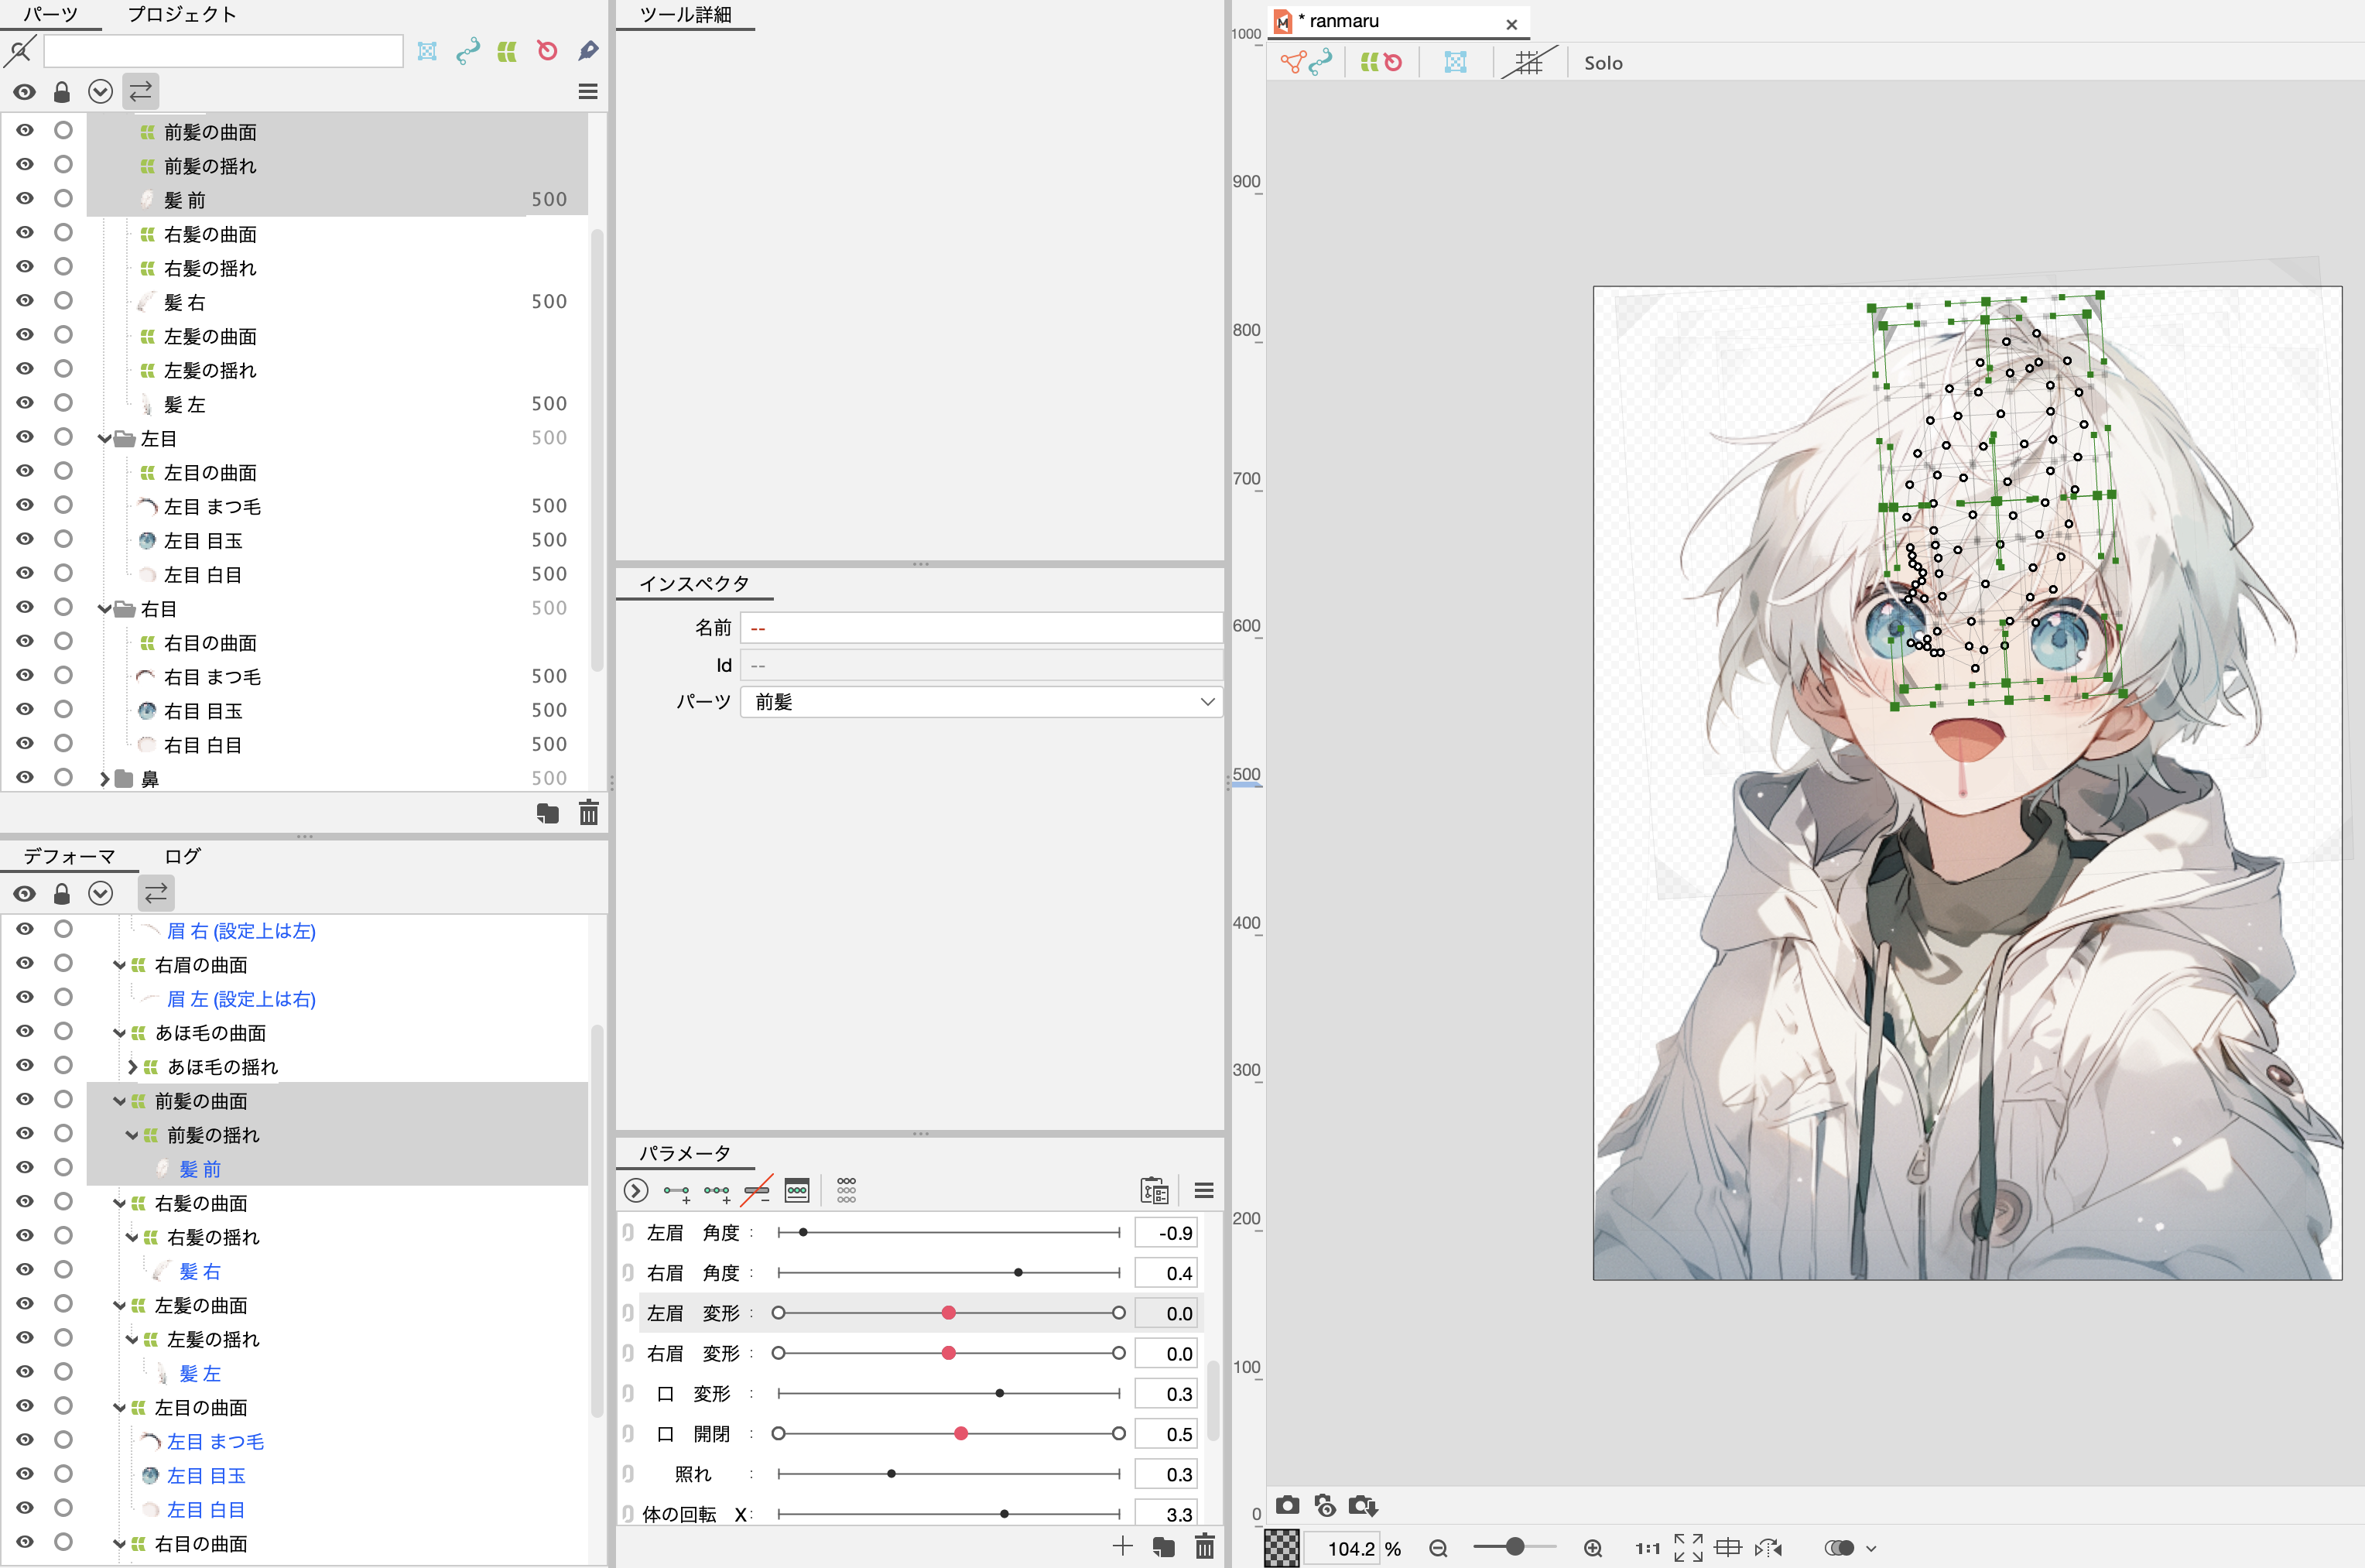 パーツ プロジェクト
前髪の曲面
前髪の揺れ
髪 前 500
右髪の曲面
右髪の揺れ
髪 右 500
左髪の曲面
左髪の揺れ
髪 左 500
左目 500
左目の曲面
左目 まつ毛 500
左目 目玉 500
左目 白目 500
右目 500
右目の曲面
右目 まつ毛 500
右目 目玉 500
右目 白目 500
鼻 500
デフォーマ ログ
眉 右 (設定上は左)
右眉の曲面
眉 左 (設定上は右)
あほ毛の曲面
あほ毛の揺れ
前髪の曲面
前髪の揺れ
髪 前
右髪の曲面
右髪の揺れ
髪 右
左髪の曲面
左髪の揺れ
髪 左
左目の曲面
左目 まつ毛
左目 目玉
左目 白目
右目の曲面
ツール詳細
インスペクタ
名前 --
Id --
パーツ 前髪
パラメータ
左眉 角度 : -0.9
右眉 角度 : 0.4
左眉 変形 : 0.0
右眉 変形 : 0.0
口 変形 : 0.3
口 開閉 : 0.5
照れ : 0.3
体の回転 X: 3.3
M * ranmaru
Solo
1000
900
800
700
600
500
400
300
200
100
0
104.2 %
1:1